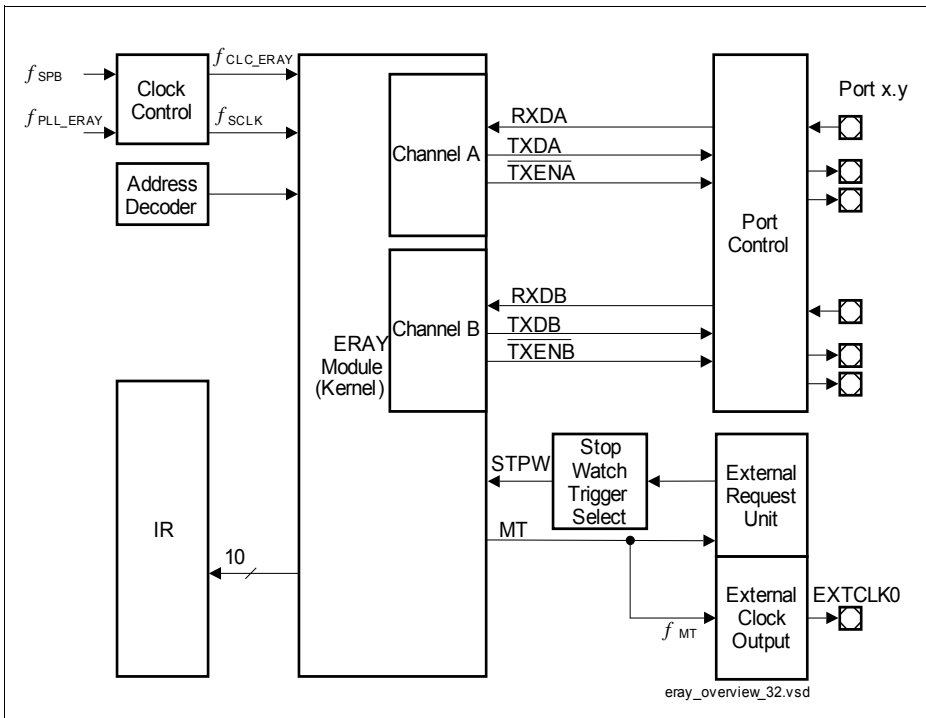 f SPB
f PLL_ERAY
Clock
Control
f CLC_ERAY
f SCLK
Address
Decoder
IR
10
ERAY
Module
(Kernel)
Channel A
RXDA
TXDA
TXENA
Channel B
RXDB
TXDB
TXENB
Port
Control
Port x.y
STPW
Stop
Watch
Trigger
Select
External
Request
Unit
MT
f MT
External
Clock
Output
EXTCLK0
eray_overview_32.vsd